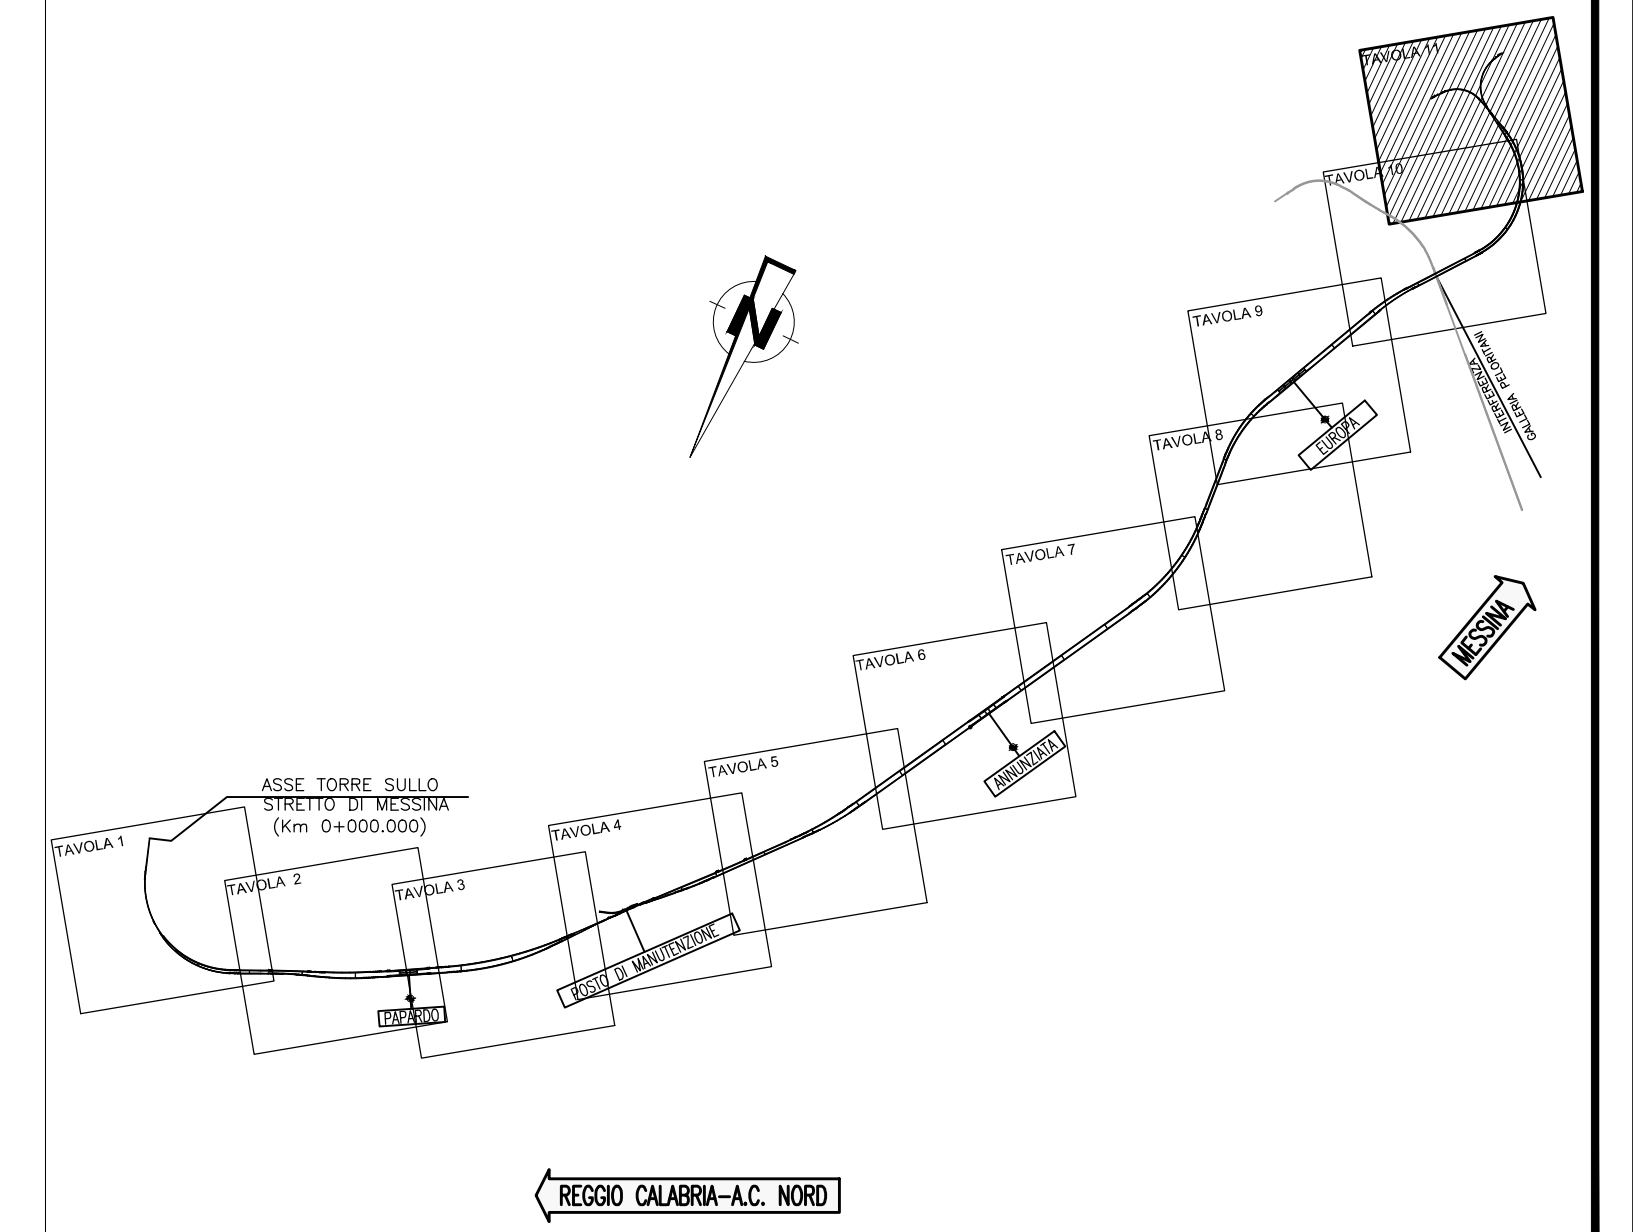 TAVOLA 11
TAVOLA 10
TAVOLA 9
INTERFERENZA
GALLERIA PELORITANI
EUROPA
TAVOLA 8
N
TAVOLA 7
MESSINA
TAVOLA 6
ANNUNZIATA
TAVOLA 5
ASSE TORRE SULLO
STRETTO DI MESSINA
(Km 0+000.000)
TAVOLA 4
TAVOLA 1
TAVOLA 2
TAVOLA 3
POSTO DI MANUTENZIONE
PAPARDO
REGGIO CALABRIA-A.C. NORD